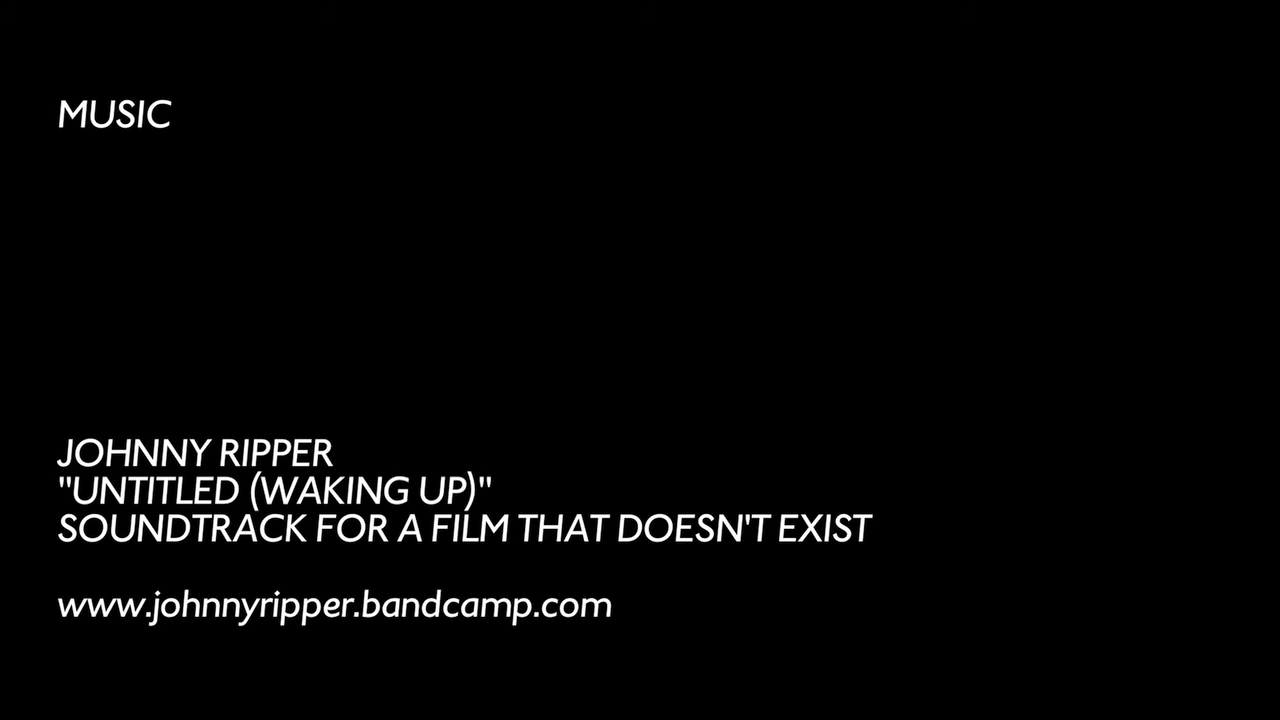 MUSIC
JOHNNY RIPPER
"UNTITLED (WAKING UP)"
SOUNDTRACK FOR A FILM THAT DOESN'T EXIST
www.johnnyripper.bandcamp.com